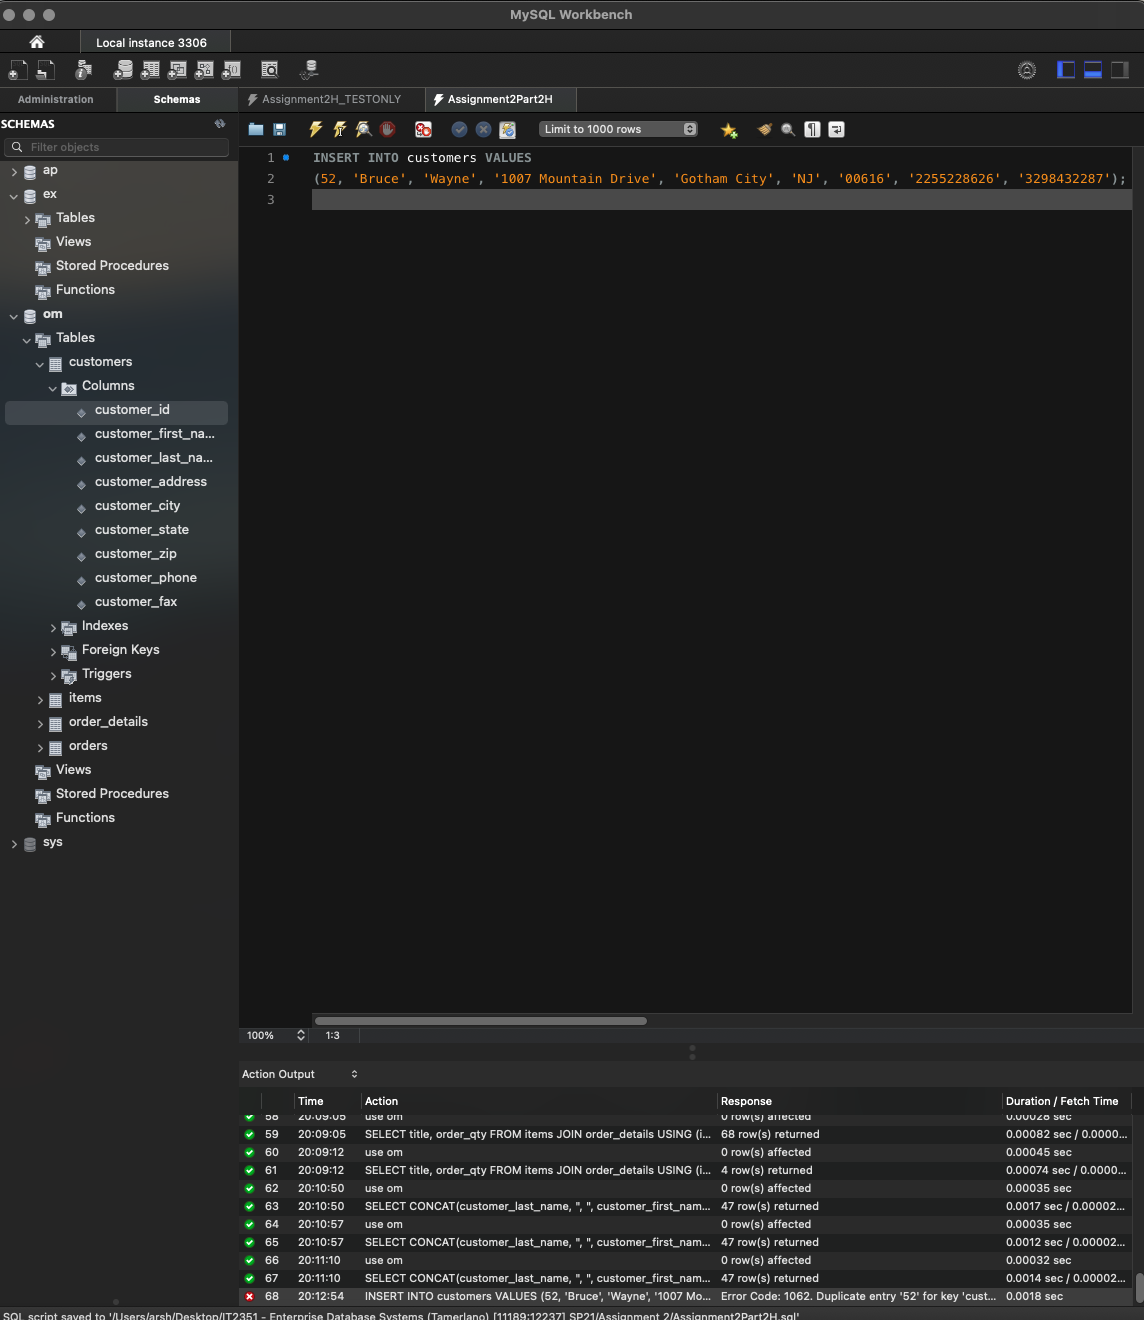 MySQL Workbench
Local instance 3306
Administration
Schemas
Assignment2H_TESTONLY
Assignment2Part2H
SCHEMAS
Filter objects
Limit to 1000 rows
ap
ex
Tables
Views
Stored Procedures
Functions
om
Tables
customers
Columns
customer_id
customer_first_na...
customer_last_na...
customer_address
customer_city
customer_state
customer_zip
customer_phone
customer_fax
Indexes
Foreign Keys
Triggers
items
order_details
orders
Views
Stored Procedures
Functions
sys
1 INSERT INTO customers VALUES
2 (52, 'Bruce', 'Wayne', '1007 Mountain Drive', 'Gotham City', 'NJ', '00616', '2255228626', '3298432287');
3
100% 1:3
Action Output
Time Action Response Duration / Fetch Time
58 20:09:05 use om 0 row(s) affected 0.00028 sec
59 20:09:05 SELECT title, order_qty FROM items JOIN order_details USING (i... 68 row(s) returned 0.00082 sec / 0.0000...
60 20:09:12 use om 0 row(s) affected 0.00045 sec
61 20:09:12 SELECT title, order_qty FROM items JOIN order_details USING (i... 4 row(s) returned 0.00074 sec / 0.0000...
62 20:10:50 use om 0 row(s) affected 0.00035 sec
63 20:10:50 SELECT CONCAT(customer_last_name, ", ", customer_first_nam... 47 row(s) returned 0.0017 sec / 0.00002...
64 20:10:57 use om 0 row(s) affected 0.00035 sec
65 20:10:57 SELECT CONCAT(customer_last_name, ", ", customer_first_nam... 47 row(s) returned 0.0012 sec / 0.00002...
66 20:11:10 use om 0 row(s) affected 0.00032 sec
67 20:11:10 SELECT CONCAT(customer_last_name, ", ", customer_first_nam... 47 row(s) returned 0.0014 sec / 0.00002...
68 20:12:54 INSERT INTO customers VALUES (52, 'Bruce', 'Wayne', '1007 Mo... Error Code: 1062. Duplicate entry '52' for key 'cust... 0.0018 sec
SQL script saved to '/Users/arsh/Desktop/IT2351 - Enterprise Database Systems (Tamerlano) [11189:12237] SP21/Assignment 2/Assignment2Part2H.sql'